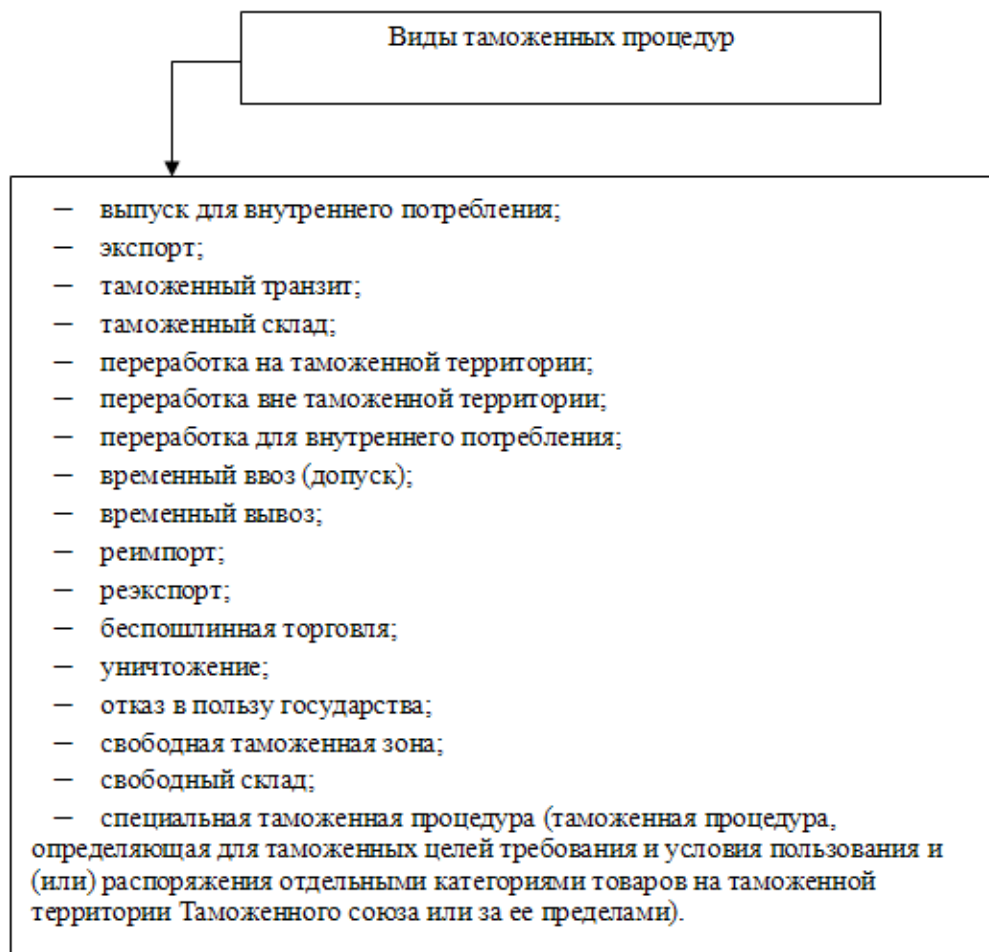 Виды таможенных процедур
— выпуск для внутреннего потребления;
— экспорт;
— таможенный транзит;
— таможенный склад;
— переработка на таможенной территории;
— переработка вне таможенной территории;
— переработка для внутреннего потребления;
— временный ввоз (допуск);
— временный вывоз;
— реимпорт;
— реэкспорт;
— беспошлинная торговля;
— уничтожение;
— отказ в пользу государства;
— свободная таможенная зона;
— свободный склад;
— специальная таможенная процедура (таможенная процедура,
определяющая для таможенных целей требования и условия пользования и
(или) распоряжения отдельными категориями товаров на таможенной
территории Таможенного союза или за ее пределами).